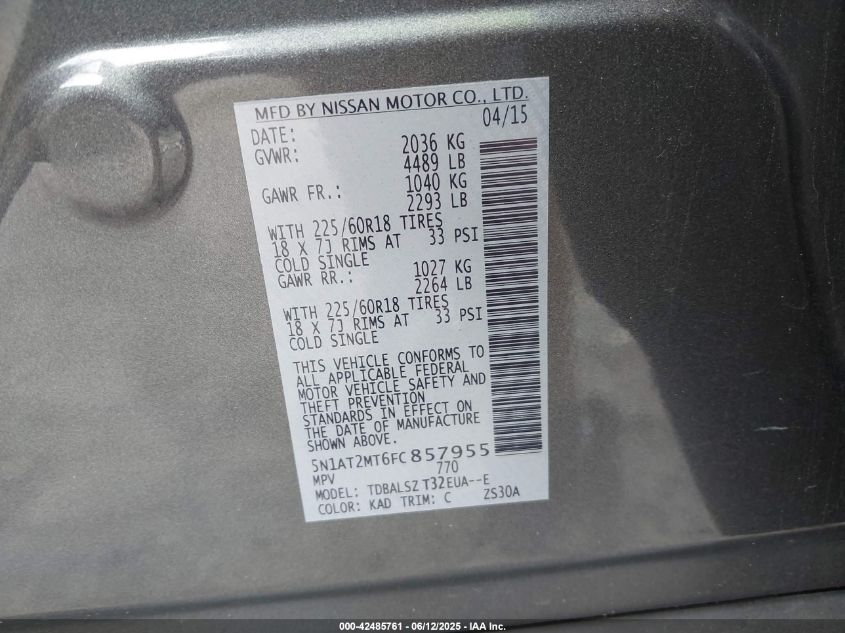 MFD BY NISSAN MOTOR CO., LTD.
DATE: 04/15
GVWR: 2036 KG
4489 LB
GAWR FR.: 1040 KG
2293 LB
WITH 225/60R18 TIRES
18 X 7J RIMS AT 33 PSI
COLD SINGLE
GAWR RR.: 1027 KG
2264 LB
WITH 225/60R18 TIRES
18 X 7J RIMS AT 33 PSI
COLD SINGLE
THIS VEHICLE CONFORMS TO
ALL APPLICABLE FEDERAL
MOTOR VEHICLE SAFETY AND
THEFT PREVENTION
STANDARDS IN EFFECT ON
THE DATE OF MANUFACTURE
SHOWN ABOVE.
5N1AT2MT6FC857955
MPV 770
MODEL: TDBALSZ T32EUA--E
COLOR: KAD TRIM: C ZS30A
000-42485761 - 06/12/2025 - IAA Inc.